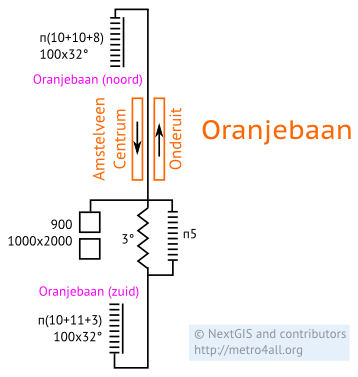 п(10+10+8)
100x32°
Oranjebaan (noord)
Amstelveen
Centrum
Onderuit
Oranjebaan
900
1000x2000
3°
п5
Oranjebaan (zuid)
п(10+11+3)
100x32°
© NextGIS and contributors
http://metro4all.org